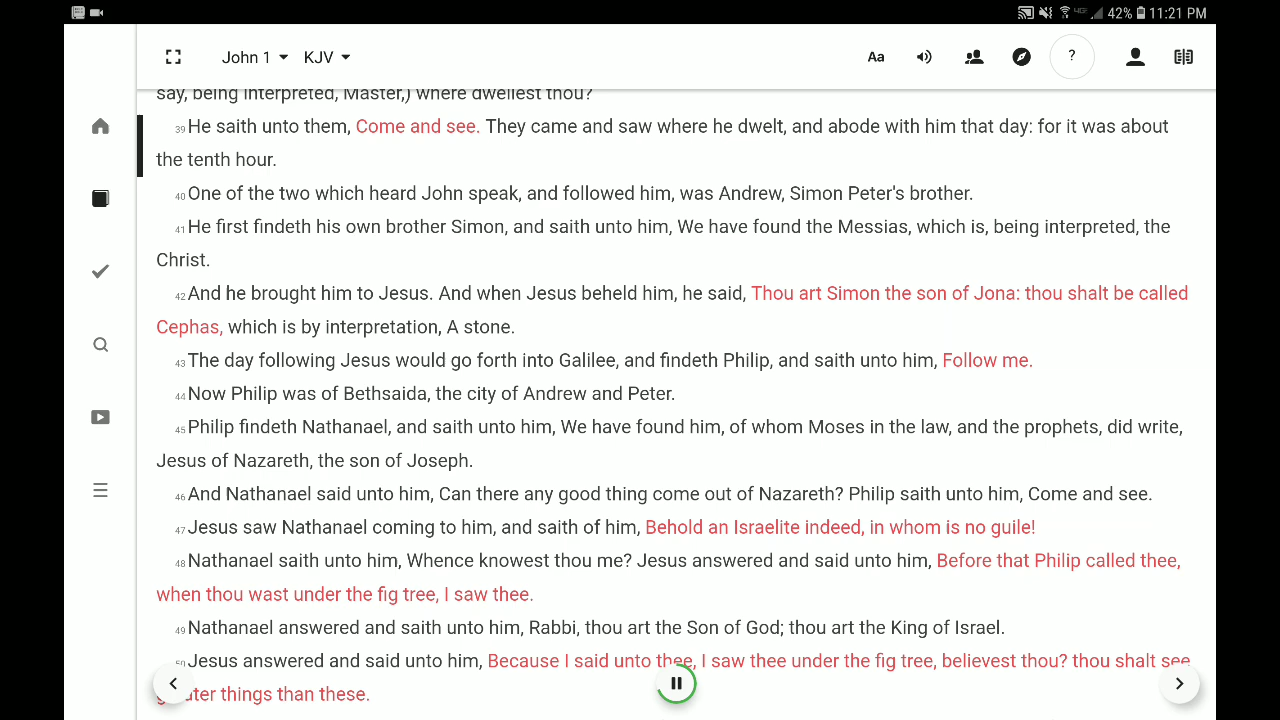 42% 11:21 PM
John 1 KJV Aa ?
say, being interpreted, Master,) where dwellest thou?
39 He saith unto them, Come and see. They came and saw where he dwelt, and abode with him that day: for it was about
the tenth hour.
40 One of the two which heard John speak, and followed him, was Andrew, Simon Peter's brother.
41 He first findeth his own brother Simon, and saith unto him, We have found the Messias, which is, being interpreted, the
Christ.
42 And he brought him to Jesus. And when Jesus beheld him, he said, Thou art Simon the son of Jona: thou shalt be called
Cephas, which is by interpretation, A stone.
43 The day following Jesus would go forth into Galilee, and findeth Philip, and saith unto him, Follow me.
44 Now Philip was of Bethsaida, the city of Andrew and Peter.
45 Philip findeth Nathanael, and saith unto him, We have found him, of whom Moses in the law, and the prophets, did write,
Jesus of Nazareth, the son of Joseph.
46 And Nathanael said unto him, Can there any good thing come out of Nazareth? Philip saith unto him, Come and see.
47 Jesus saw Nathanael coming to him, and saith of him, Behold an Israelite indeed, in whom is no guile!
48 Nathanael saith unto him, Whence knowest thou me? Jesus answered and said unto him, Before that Philip called thee,
when thou wast under the fig tree, I saw thee.
49 Nathanael answered and saith unto him, Rabbi, thou art the Son of God; thou art the King of Israel.
50 Jesus answered and said unto him, Because I said unto thee, I saw thee under the fig tree, believest thou? thou shalt see
greater things than these.